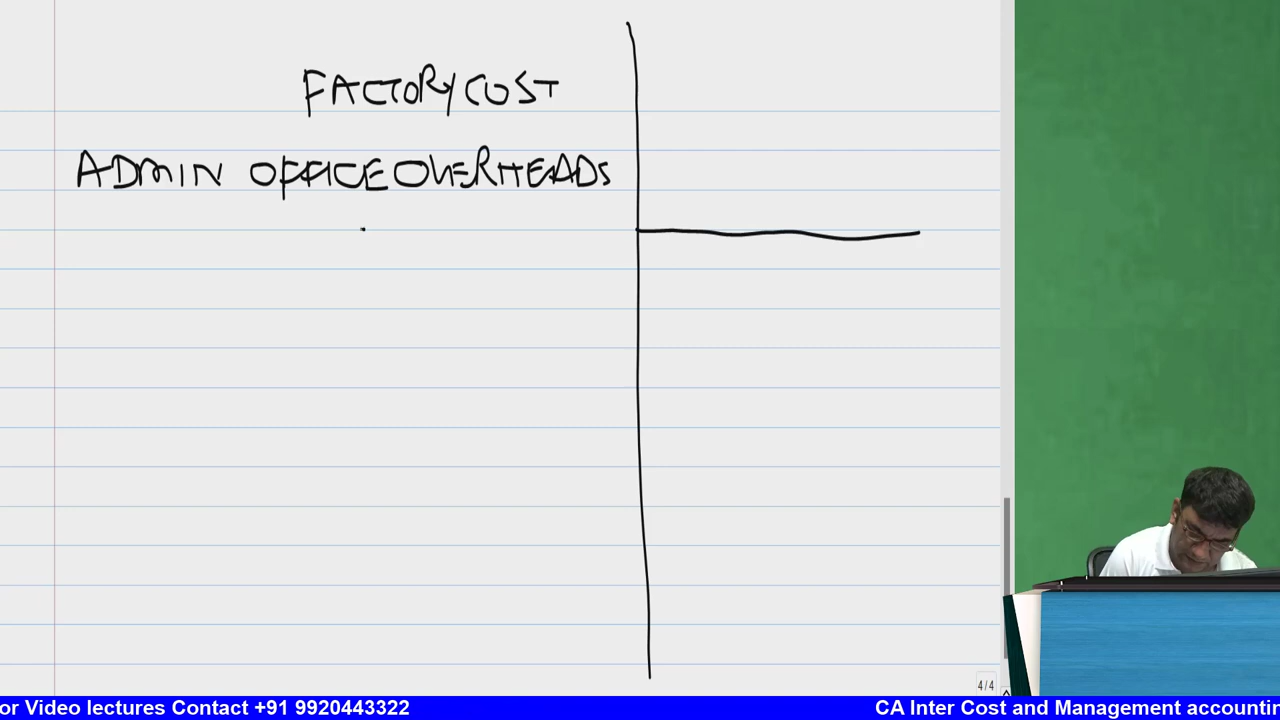 FACTORY COST
ADMIN OFFICE OVERHEADS
4/4
or Video lectures Contact +91 9920443322
CA Inter Cost and Management accountin